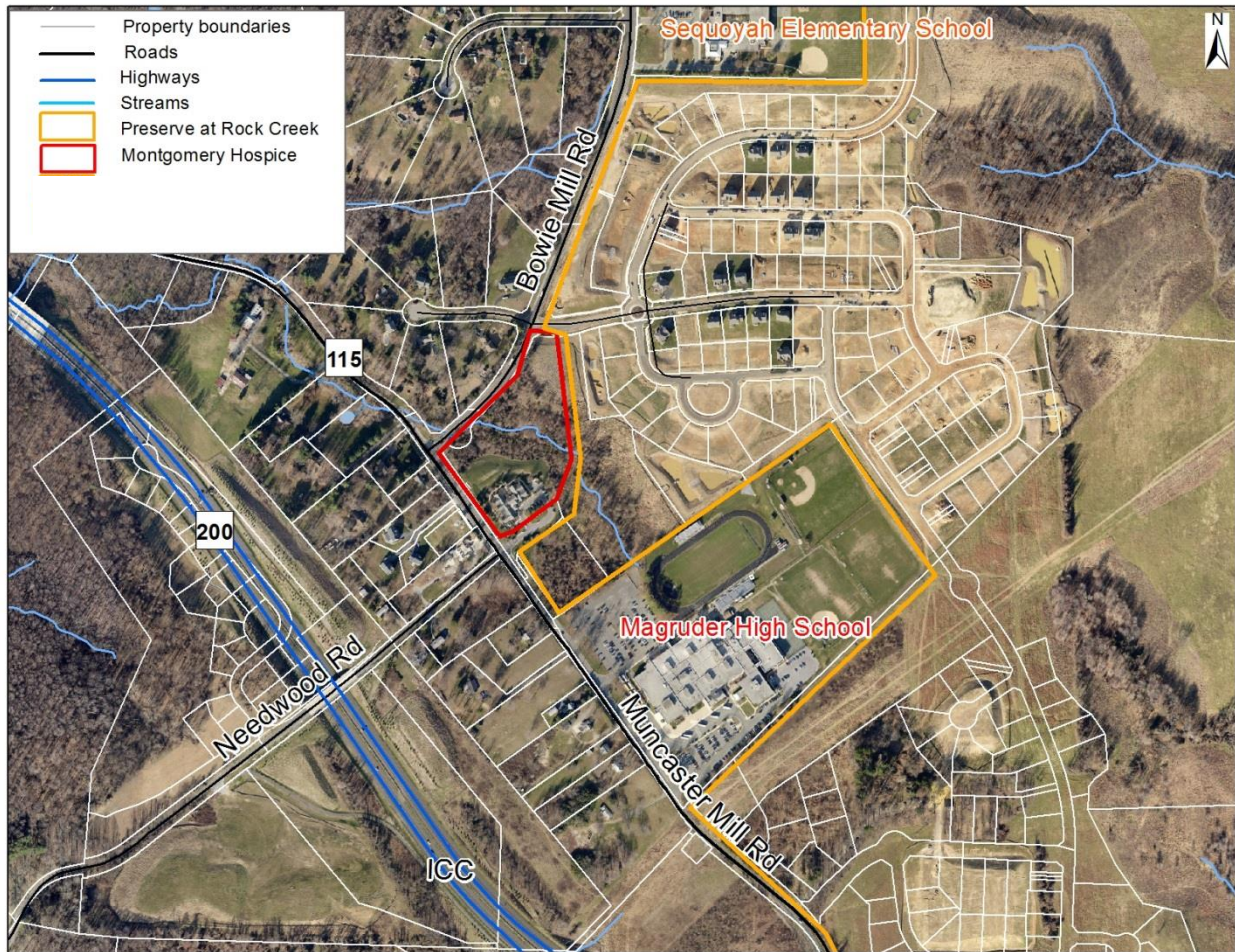 Property boundaries
Roads
Highways
Streams
Preserve at Rock Creek
Montgomery Hospice
Sequoyah Elementary School
N
Bowie Mill Rd
115
200
Needwood Rd
Magruder High School
Muncaster Mill Rd
ICC